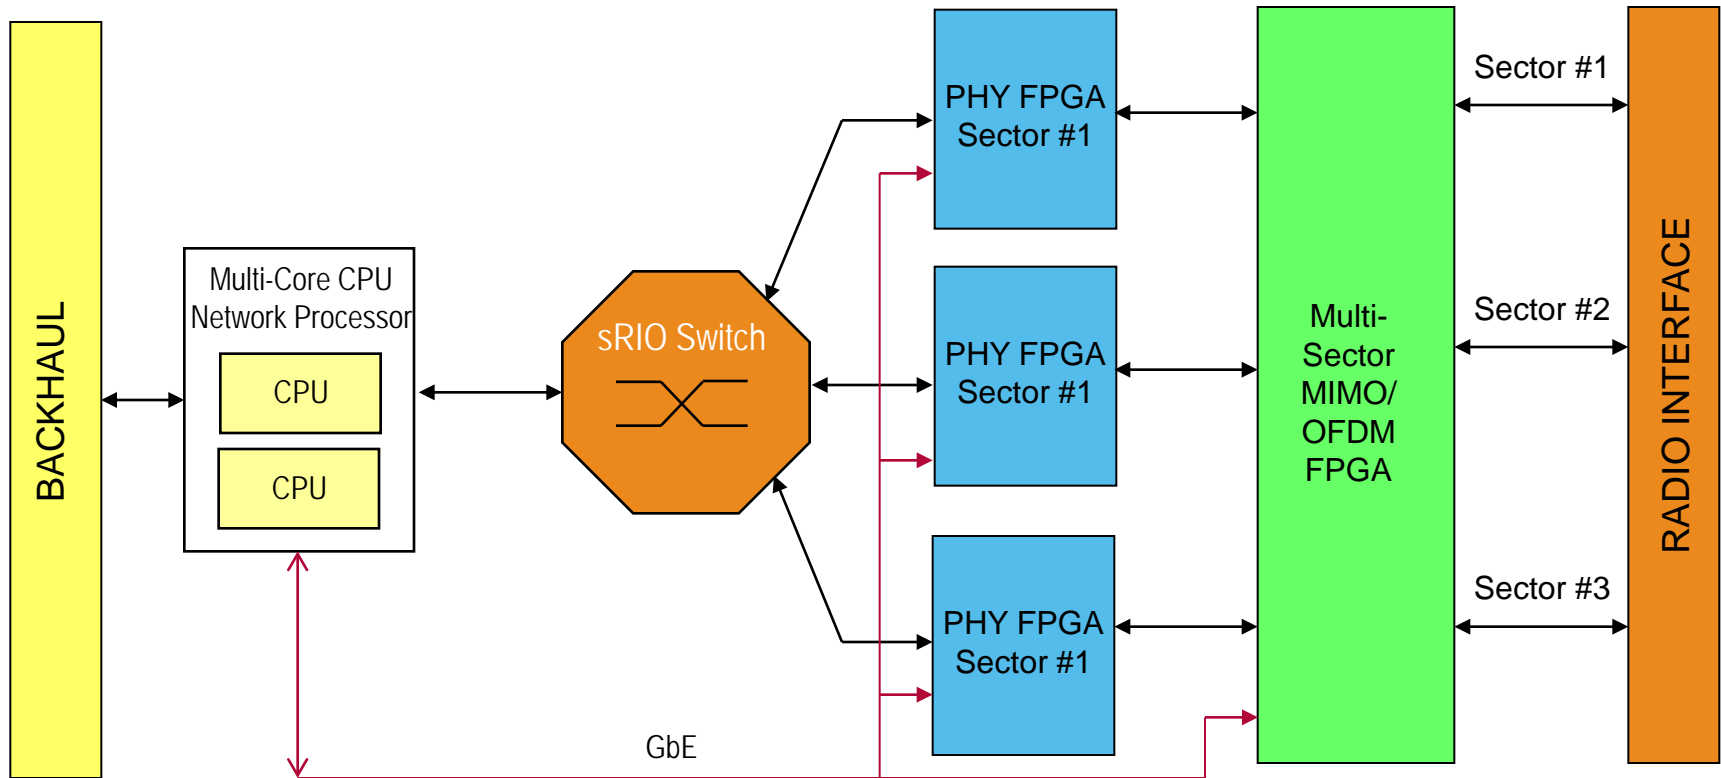 BACKHAUL
Multi-Core CPU
Network Processor
CPU
CPU
sRIO Switch
PHY FPGA
Sector #1
PHY FPGA
Sector #1
PHY FPGA
Sector #1
GbE
Multi-
Sector
MIMO/
OFDM
FPGA
Sector #1
Sector #2
Sector #3
RADIO INTERFACE